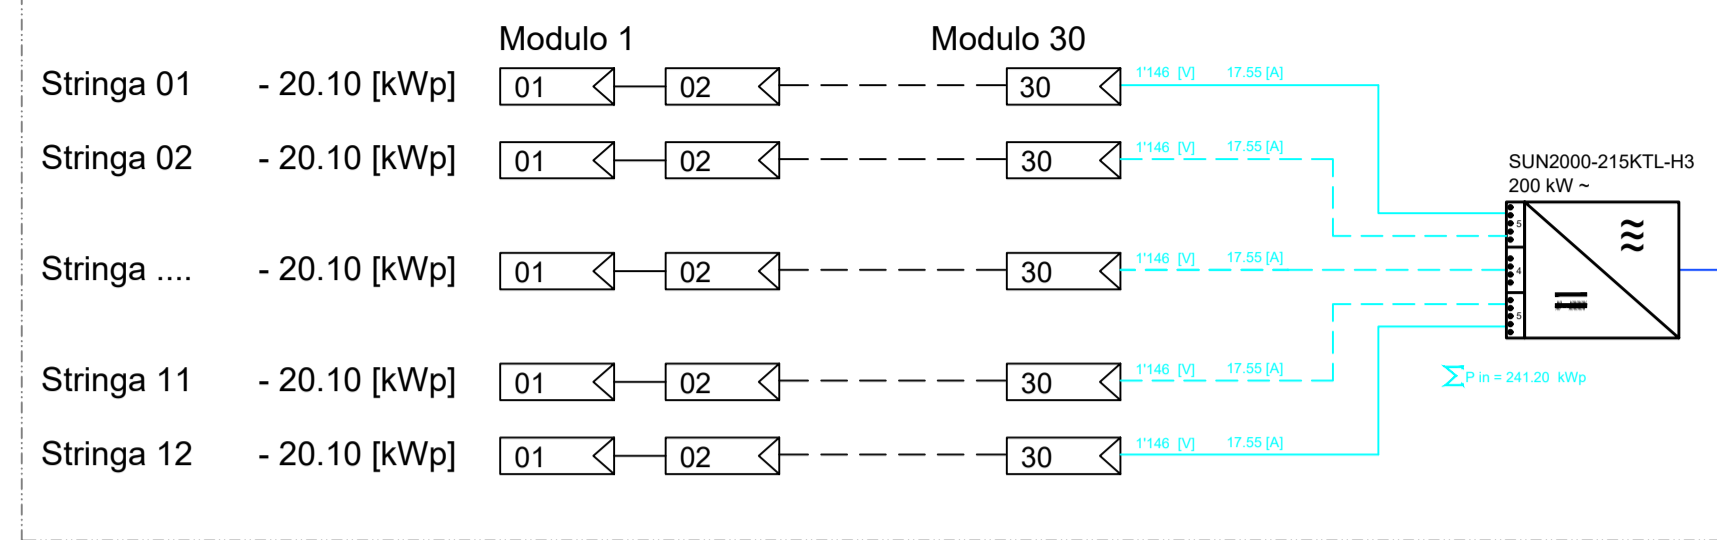 Modulo 1 Modulo 30
Stringa 01 - 20.10 [kWp] 01 02 30 1'146 [V] 17.55 [A]
Stringa 02 - 20.10 [kWp] 01 02 30 1'146 [V] 17.55 [A]
SUN2000-215KTL-H3
200 kW ~
5
Stringa .... - 20.10 [kWp] 01 02 30 1'146 [V] 17.55 [A]
4
5
Stringa 11 - 20.10 [kWp] 01 02 30 1'146 [V] 17.55 [A]
∑ P in = 241.20 kWp
Stringa 12 - 20.10 [kWp] 01 02 30 1'146 [V] 17.55 [A]